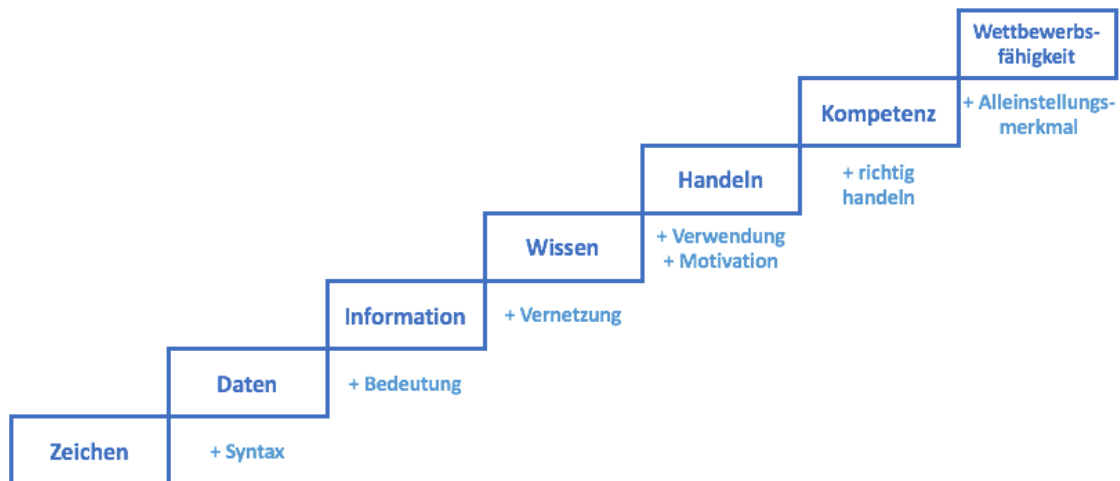 Wettbewerbs-
fähigkeit
Kompetenz
+ Alleinstellungs-
merkmal
Handeln
+ richtig
handeln
Wissen
+ Verwendung
+ Motivation
Information
+ Vernetzung
Daten
+ Bedeutung
Zeichen
+ Syntax